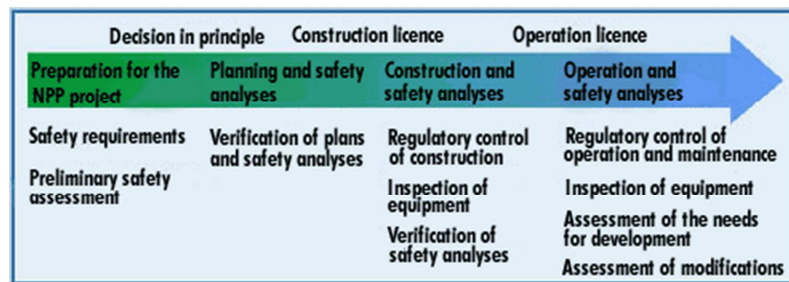 Decision in principle
Construction licence
Operation licence
Preparation for the
NPP project
Planning and safety
analyses
Construction and
safety analyses
Operation and
safety analyses
Safety requirements
Preliminary safety
assessment
Verification of plans
and safety analyses
Regulatory control
of construction
Inspection of
equipment
Verification of
safety analyses
Regulatory control of
operation and maintenance
Inspection of equipment
Assessment of the needs
for development
Assessment of modifications